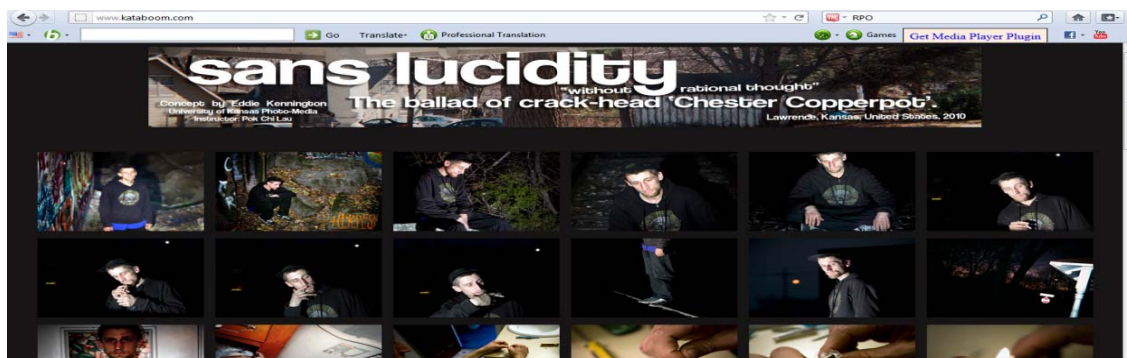 www.kataboom.com
RPO
Go Translate Professional Translation
Games Get Media Player Plugin
You Tube
sans lucidity
"without rational thought"
Concept by Eddie Kennington
University of Kansas Photo-Media
Instructor: Pok Chi Lau
The ballad of crack-head 'Chester Copperpot'.
Lawrence, Kansas, United States, 2010